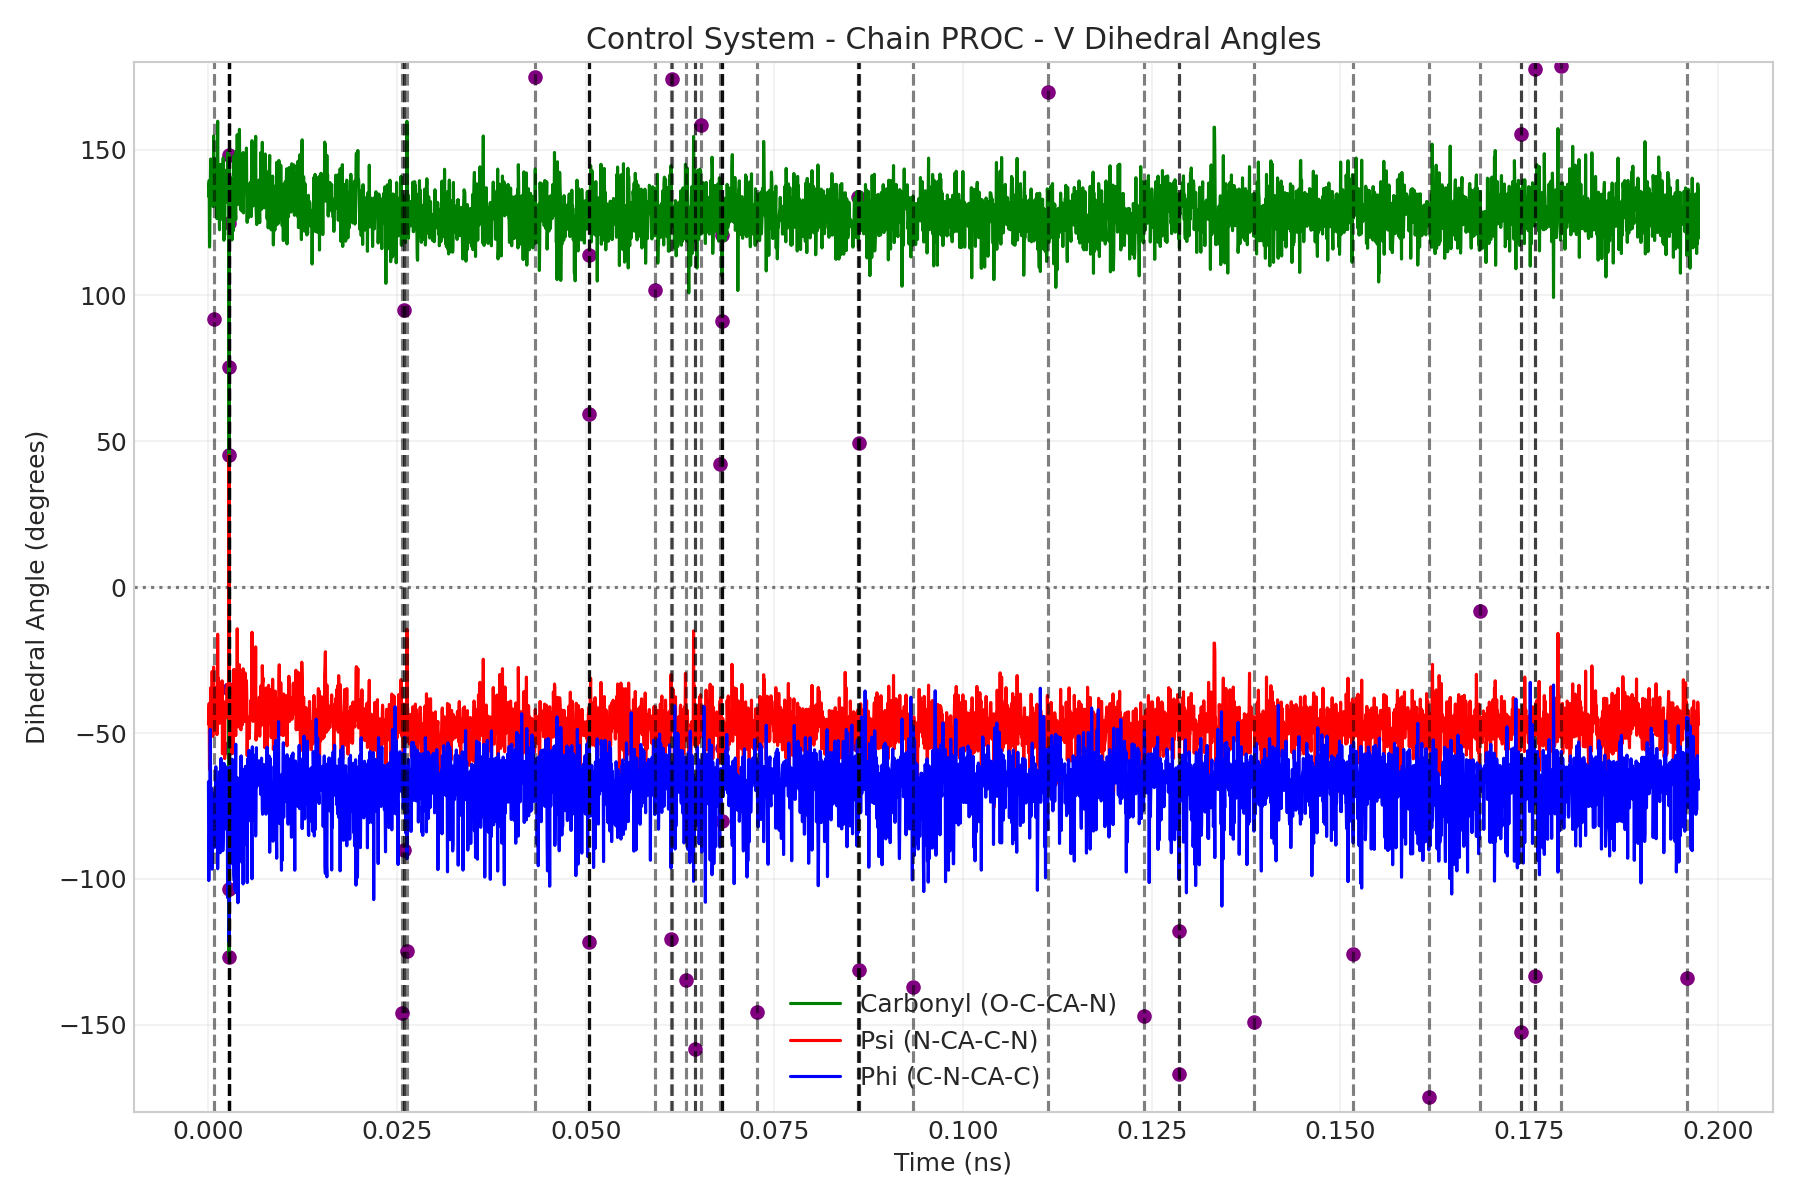 Control System - Chain PROC - V Dihedral Angles
Dihedral Angle (degrees)
150
100
50
0
−50
−100
−150
Carbonyl (O-C-CA-N)
Psi (N-CA-C-N)
Phi (C-N-CA-C)
0.000 0.025 0.050 0.075 0.100 0.125 0.150 0.175 0.200
Time (ns)